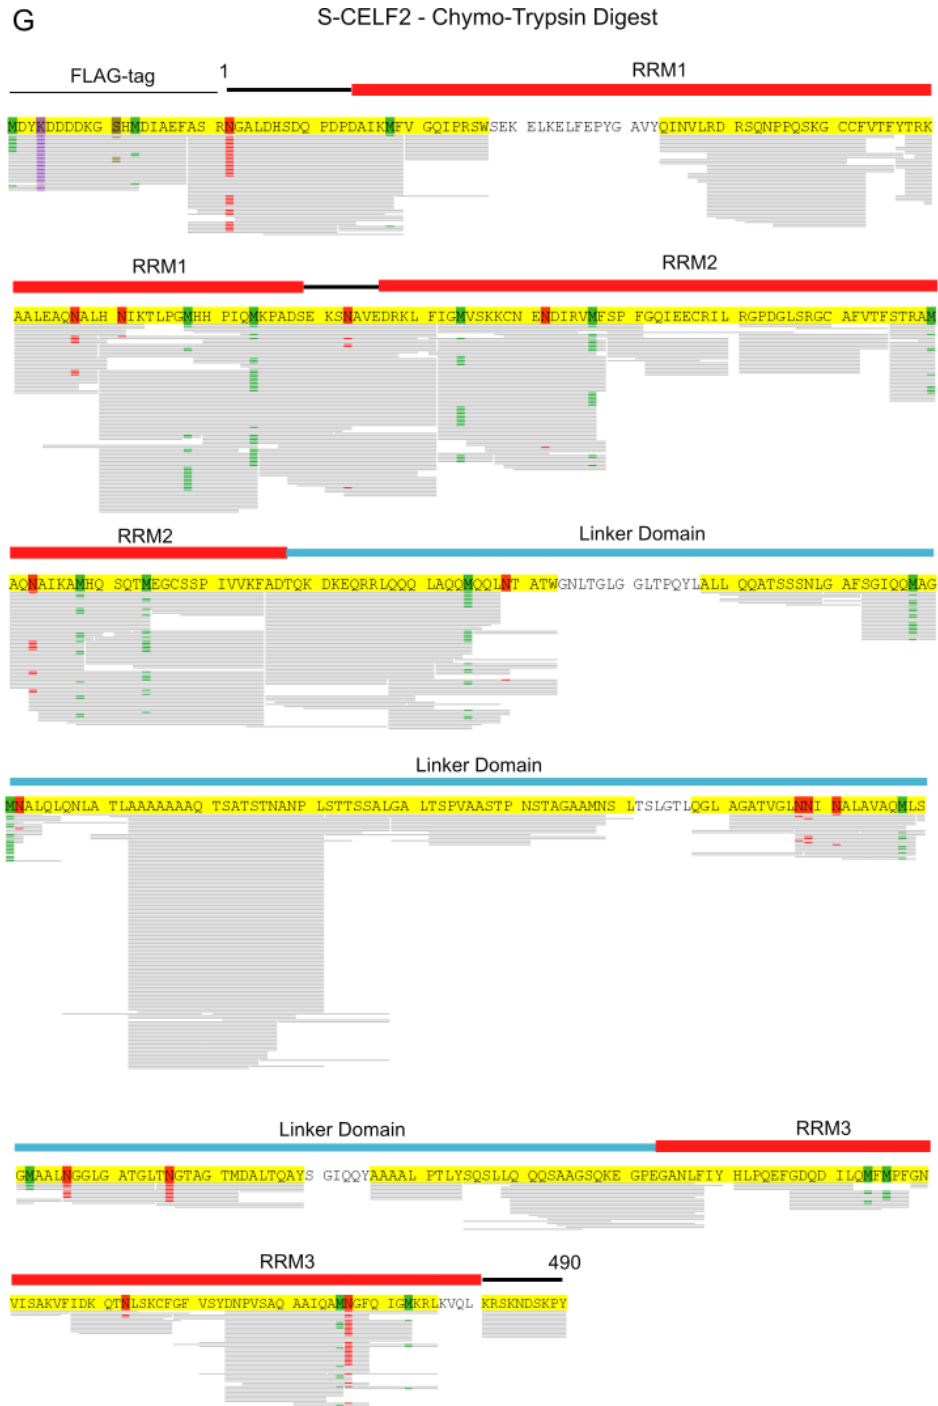 G
S-CELF2 - Chymo-Trypsin Digest
FLAG-tag 1 RRM1
MDYKDDDDKG SHMDIAEFAS RNGALDHSDQ PDPDAIKMFV GQIPRSWSEK ELKELFEPYG AVYQINVLRD RSQNPPQSKG CCFVTFYTRK
RRM1 RRM2
AALEAQNALH NIKTLPGMHH PIQMKPADSE KSNAVEDRKL FIGMVSKKCN ENDIRVMFSP FGQIEECRIL RGPDGLSRGC AFVTFSTRAM
RRM2 Linker Domain
AQNAIKAMHQ SQTMEGCSSP IVVKFADTQK DKEQRRLQQQ LAQQMQQLNT ATWGNLTGLG GLTPQYLALL QQATSSSNLG AFSGIQQMAG
Linker Domain
MNALQLQNLA TLAAAAAAAQ TSATSTNANP LSTTSSALGA LTSPVAASTP NSTAGAAMNS LTSLGTLQGL AGATVGLNNI NALAVAQMLS
Linker Domain RRM3
GMAALNGGLG ATGLTNGTAG TMDALTQAYS GIQQYAAAAL PTLYSQSLLQ QQSAAGSQKE GPEGANLFIY HLPQEFGDQD ILQMFMPFGN
RRM3 490
VISAKVFIDK QTNLSKCFGF VSYDNPVSAQ AAIQAMNGFQ IGMKRLKVQL KRSKNDSKPY